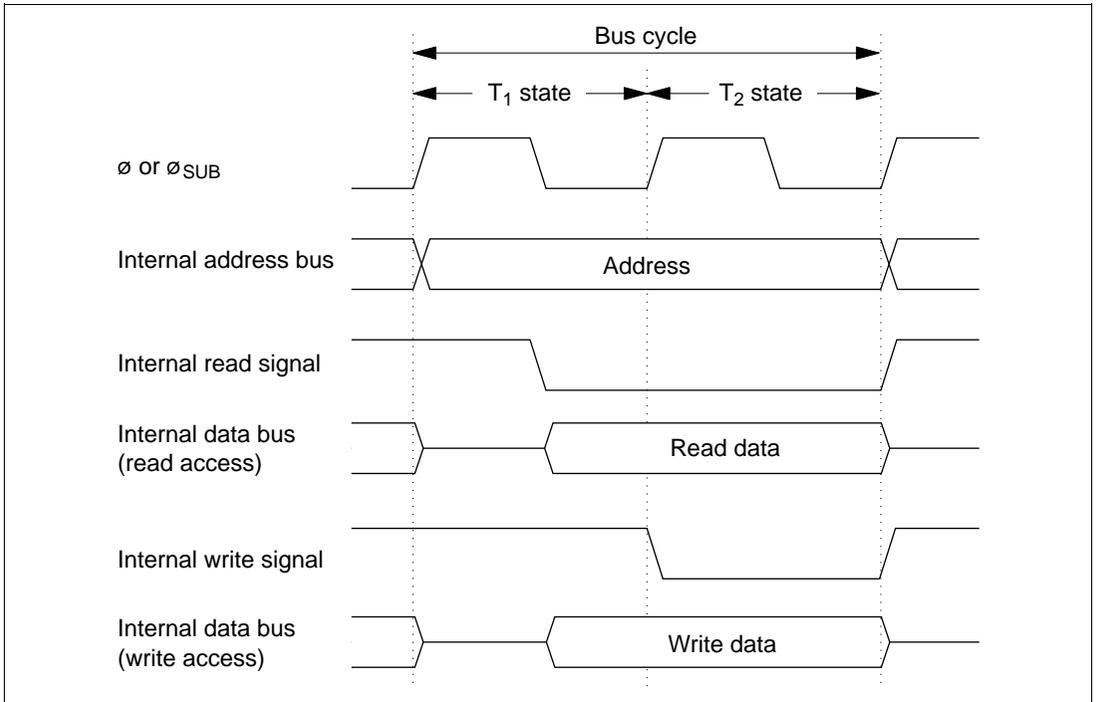 Bus cycle
T₁ state
T₂ state
ø or ø SUB
Internal address bus
Address
Internal read signal
Internal data bus
(read access)
Read data
Internal write signal
Internal data bus
(write access)
Write data